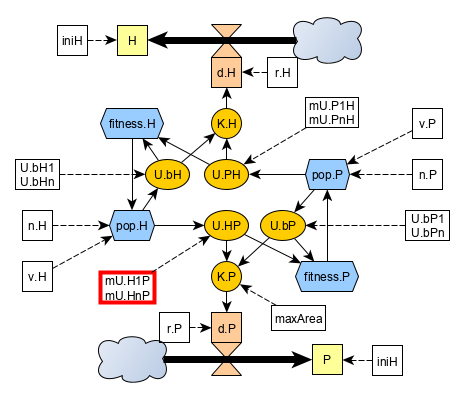 iniH
H
d.H
r.H
fitness.H
K.H
mU.P1H
mU.PnH
v.P
U.bH1
U.bHn
U.bH
U.PH
pop.P
n.P
n.H
pop.H
U.HP
U.bP
U.bP1
U.bPn
v.H
mU.H1P
mU.HnP
K.P
fitness.P
maxArea
r.P
d.P
P
iniH